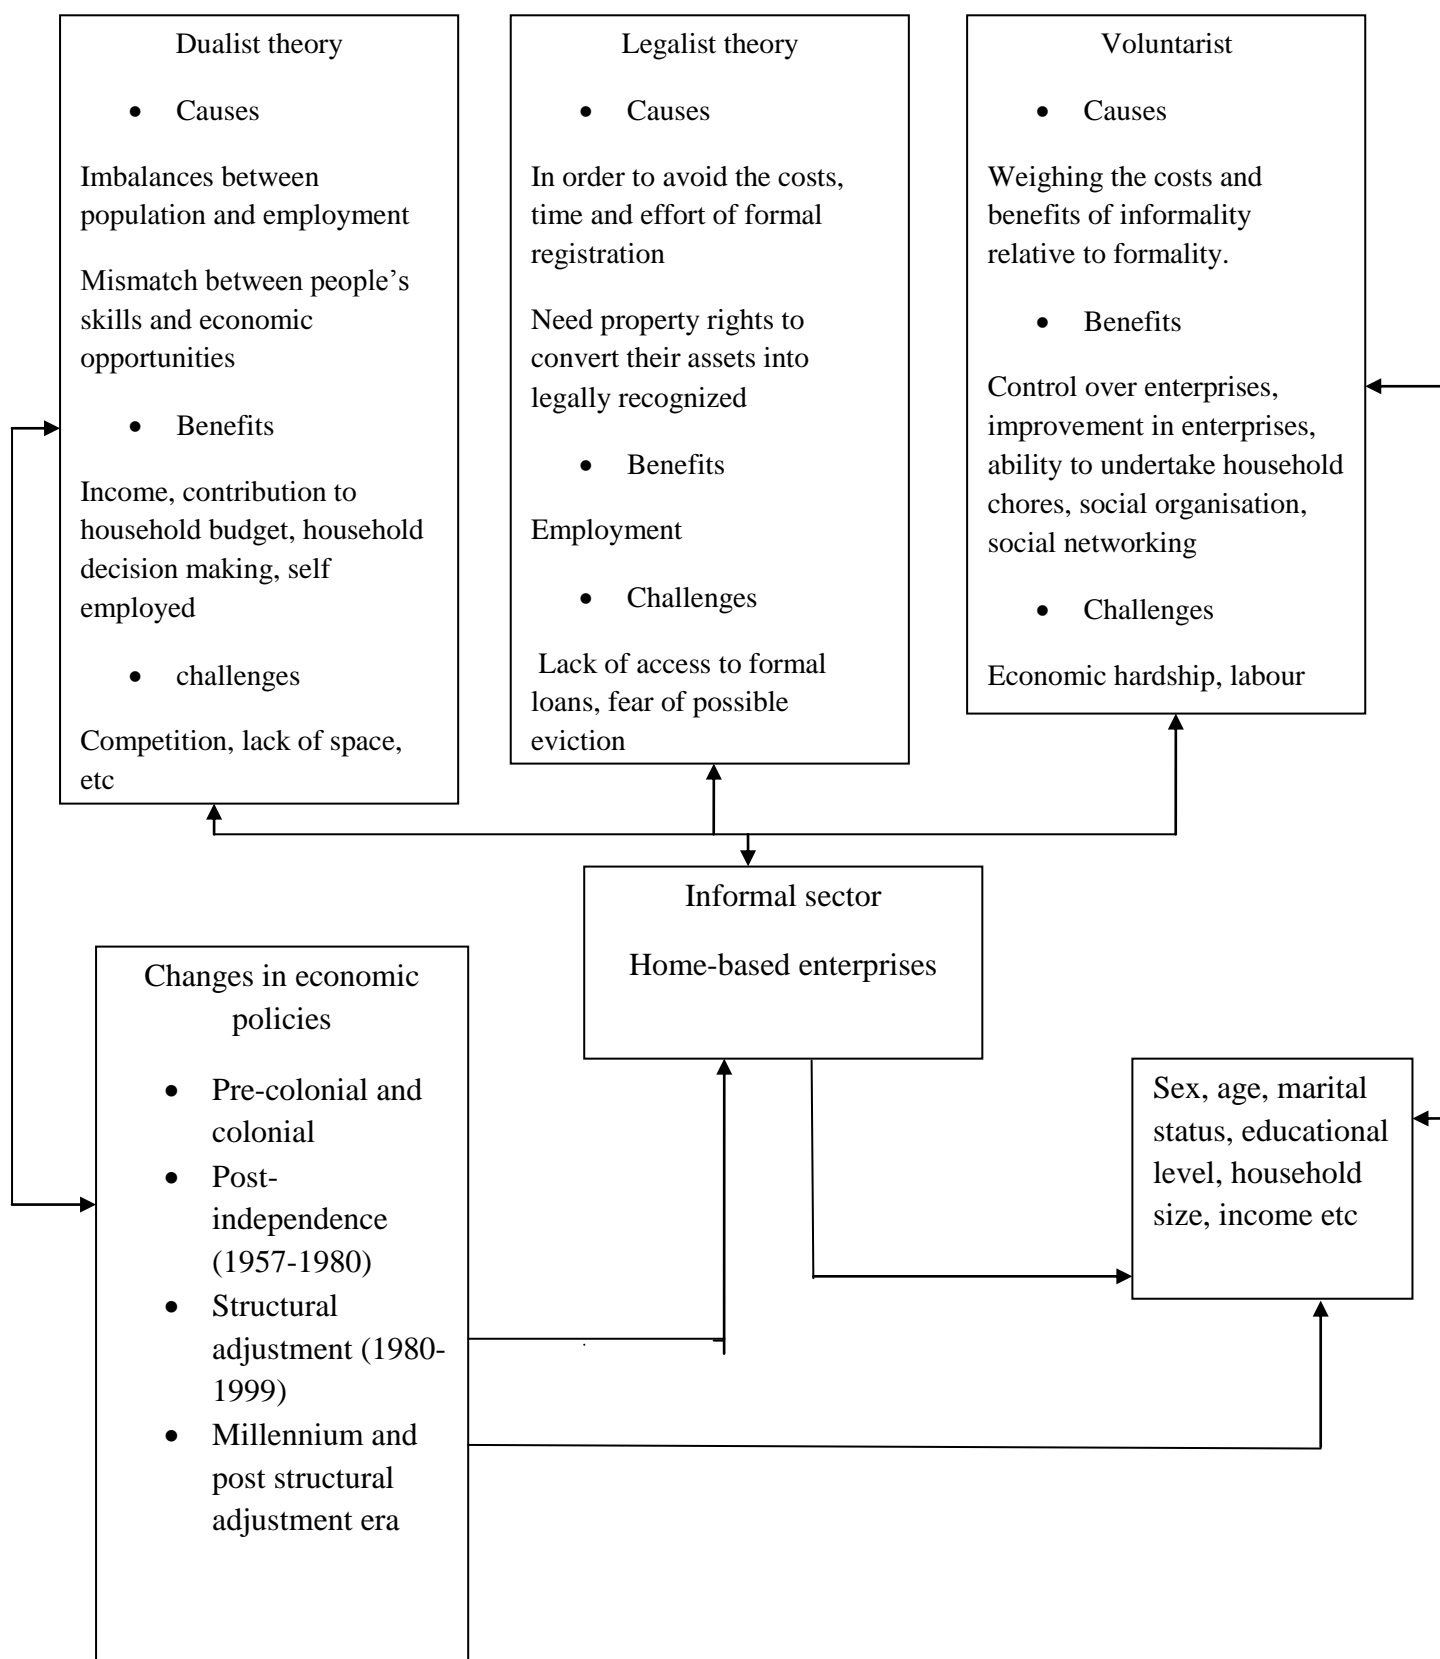 Dualist theory
• Causes
Imbalances between
population and employment
Mismatch between people’s
skills and economic
opportunities
• Benefits
Income, contribution to
household budget, household
decision making, self
employed
• challenges
Competition, lack of space,
etc
Legalist theory
• Causes
In order to avoid the costs,
time and effort of formal
registration
Need property rights to
convert their assets into
legally recognized
• Benefits
Employment
• Challenges
Lack of access to formal
loans, fear of possible
eviction
Voluntarist
• Causes
Weighing the costs and
benefits of informality
relative to formality.
• Benefits
Control over enterprises,
improvement in enterprises,
ability to undertake household
chores, social organisation,
social networking
• Challenges
Economic hardship, labour
Informal sector
Home-based enterprises
Changes in economic
policies
• Pre-colonial and
colonial
• Post-
independence
(1957-1980)
• Structural
adjustment (1980-
1999)
• Millennium and
post structural
adjustment era
Sex, age, marital
status, educational
level, household
size, income etc